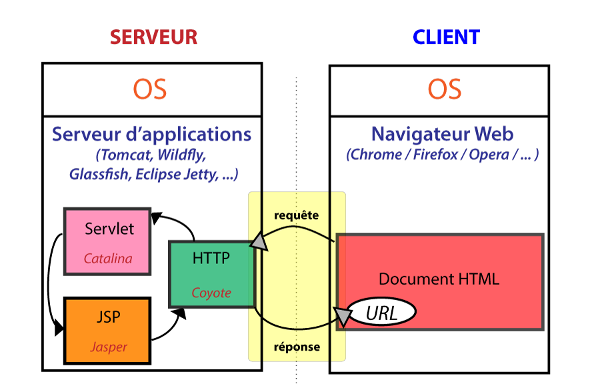 SERVEUR
CLIENT
OS
OS
Serveur d'applications
(Tomcat, Wildfly,
Glassfish, Eclipse Jetty, ...)
Navigateur Web
(Chrome / Firefox / Opera / ... )
requête
Servlet
Catalina
HTTP
Coyote
Document HTML
JSP
Jasper
URL
réponse